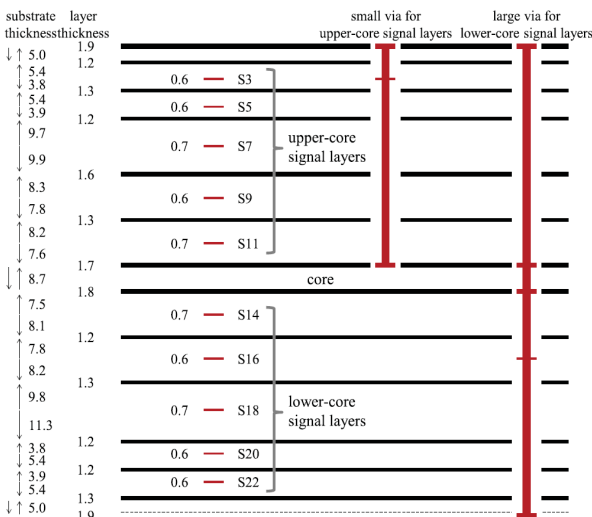 substrate layer small via for large via for
thickness thickness upper-core signal layers lower-core signal layers
1.9
5.0
1.2
5.4
0.6 S3
3.8
1.3
5.4
0.6 S5
3.9
1.2
9.7
0.7 S7 upper-core
9.9 signal layers
1.6
8.3
0.6 S9
7.8
1.3
8.2
0.7 S11
7.6
1.7
8.7 core
1.8
7.5
0.7 S14
8.1
1.2
7.8
0.6 S16
8.2
1.3
9.8
lower-core
0.7 S18
signal layers
11.3
1.2
3.8
0.6 S20
5.4
1.2
3.9
0.6 S22
5.4
1.3
5.0
1.9